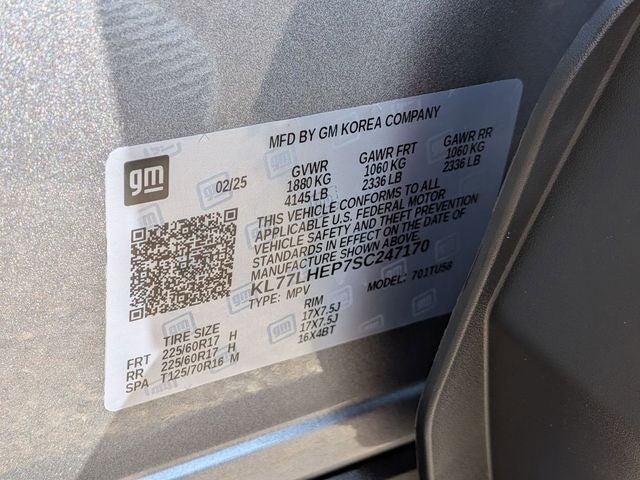 MFD BY GM KOREA COMPANY
gm
02/25
GVWR GAWR FRT GAWR RR
1880 KG 1060 KG 1060 KG
4145 LB 2336 LB 2336 LB
THIS VEHICLE CONFORMS TO ALL
APPLICABLE U.S. FEDERAL MOTOR
VEHICLE SAFETY AND THEFT PREVENTION
STANDARDS IN EFFECT ON THE DATE OF
MANUFACTURE SHOWN ABOVE.
KL77LHEP7SC247170
TYPE: MPV MODEL: 701TU58
TIRE SIZE RIM
FRT 225/60R17 H 17X7.5J
RR 225/60R17 H 17X7.5J
SPA T125/70R16 M 16X4BT